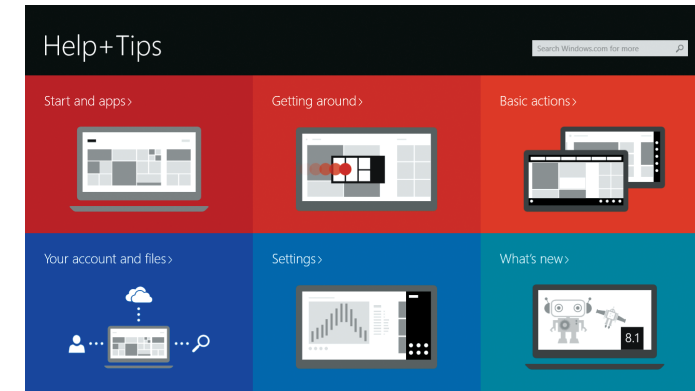 Help+Tips
Search Windows.com for more
Start and apps>
Getting around>
Basic actions>
Your account and files>
Settings>
What's new>
8.1